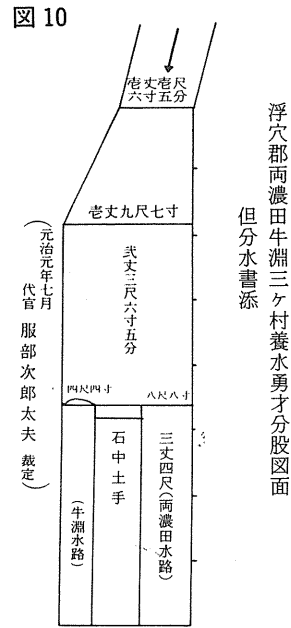 図10
浮穴郡両濃田牛淵三ケ村養水勇才分股図面
但分水書添
壱丈壱尺
六寸五分
壱丈九尺七寸
弐丈三尺六寸五分
四尺四寸
八尺八寸
三丈四尺(両濃田水路)
石中土手
(牛淵水路)
(元治元年七月
代官 服部次郎太夫 裁定)